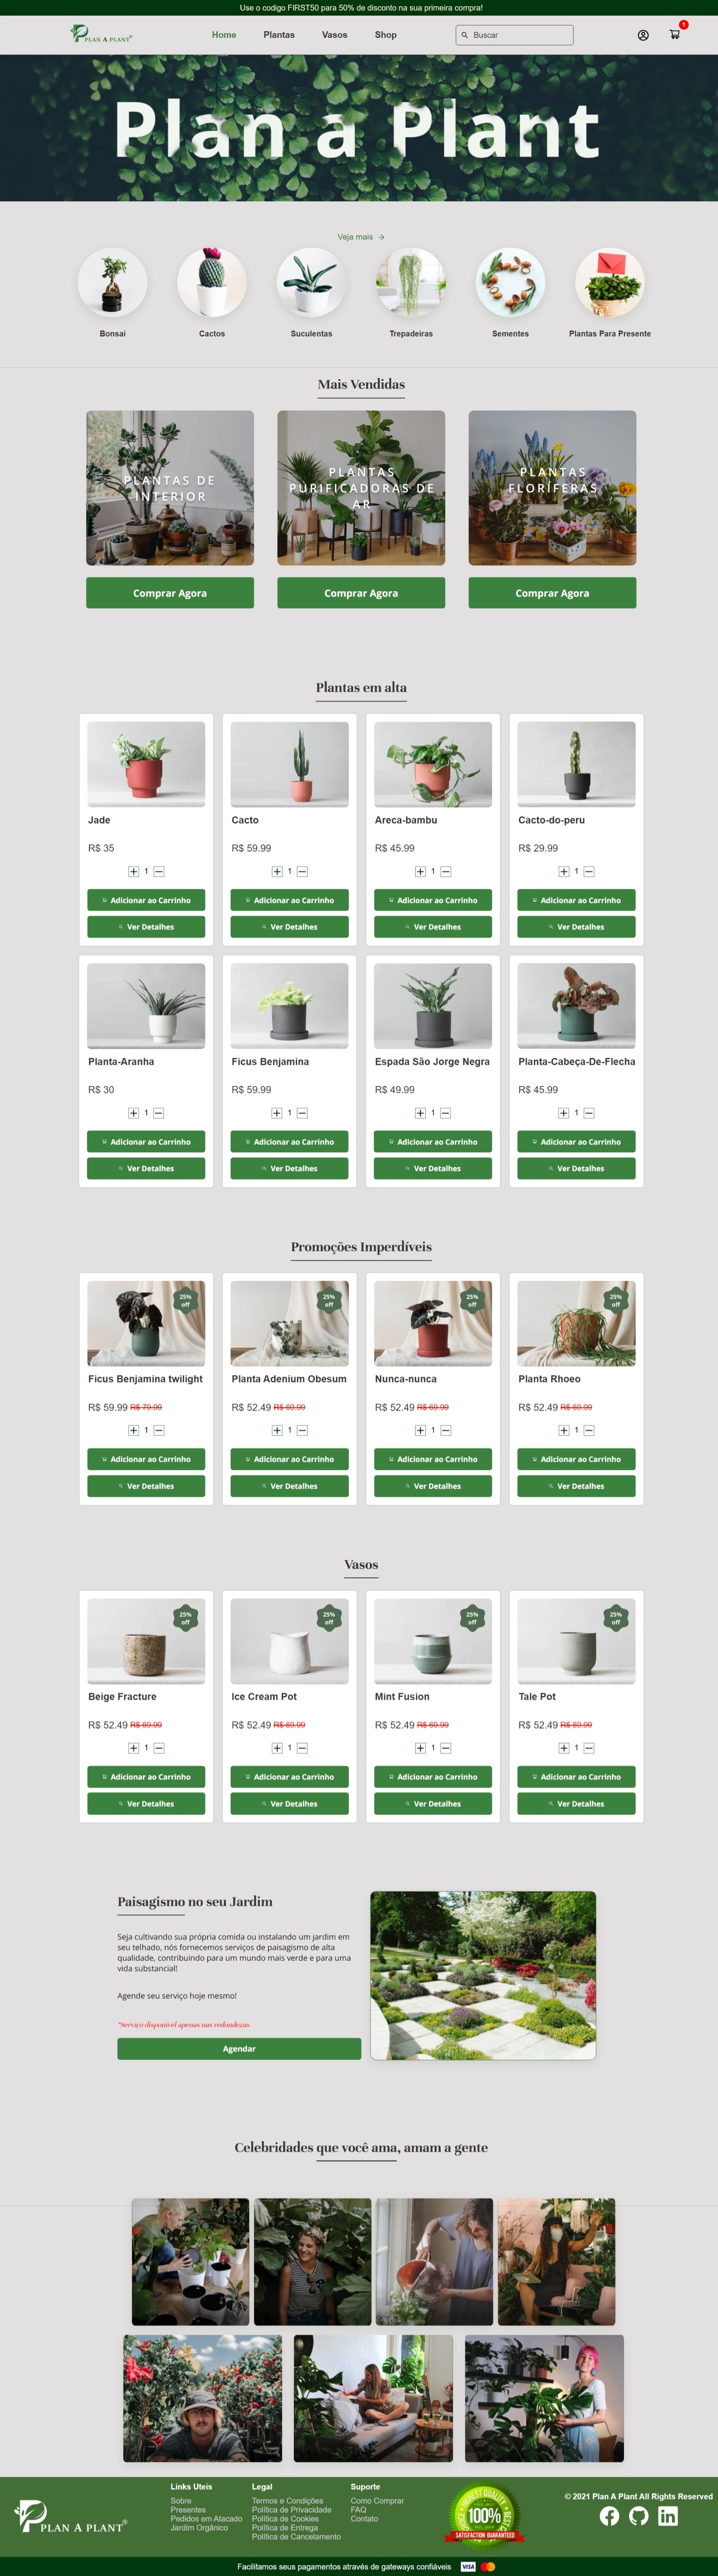 Use o codigo FIRST50 para 50% de disconto na sua primeira compra!
PLAN A PLANT®
Home Plantas Vasos Shop
Buscar
1
Plan a Plant
Veja mais →
Bonsai Cactos Suculentas Trepadeiras Sementes Plantas Para Presente
Mais Vendidas
PLANTAS DE
INTERIOR
PLANTAS
PURIFICADORAS DE
AR
PLANTAS
FLORÍFERAS
Comprar Agora Comprar Agora Comprar Agora
Plantas em alta
Jade Cacto Areca-bambu Cacto-do-peru
R$ 35 R$ 59.99 R$ 45.99 R$ 29.99
1 1 1 1
Adicionar ao Carrinho Adicionar ao Carrinho Adicionar ao Carrinho Adicionar ao Carrinho
Ver Detalhes Ver Detalhes Ver Detalhes Ver Detalhes
Planta-Aranha Ficus Benjamina Espada São Jorge Negra Planta-Cabeça-De-Flecha
R$ 30 R$ 59.99 R$ 49.99 R$ 45.99
1 1 1 1
Adicionar ao Carrinho Adicionar ao Carrinho Adicionar ao Carrinho Adicionar ao Carrinho
Ver Detalhes Ver Detalhes Ver Detalhes Ver Detalhes
Promoções Imperdíveis
25% 25% 25% 25%
off off off off
Ficus Benjamina twilight Planta Adenium Obesum Nunca-nunca Planta Rhoeo
R$ 59.99 R$ 79.99 R$ 52.49 R$ 69.99 R$ 52.49 R$ 69.99 R$ 52.49 R$ 69.99
1 1 1 1
Adicionar ao Carrinho Adicionar ao Carrinho Adicionar ao Carrinho Adicionar ao Carrinho
Ver Detalhes Ver Detalhes Ver Detalhes Ver Detalhes
Vasos
25% 25% 25% 25%
off off off off
Beige Fracture Ice Cream Pot Mint Fusion Tale Pot
R$ 52.49 R$ 69.99 R$ 52.49 R$ 69.99 R$ 52.49 R$ 69.99 R$ 52.49 R$ 69.99
1 1 1 1
Adicionar ao Carrinho Adicionar ao Carrinho Adicionar ao Carrinho Adicionar ao Carrinho
Ver Detalhes Ver Detalhes Ver Detalhes Ver Detalhes
Paisagismo no seu Jardim
Seja cultivando sua própria comida ou instalando um jardim em
seu telhado, nós fornecemos serviços de paisagismo de alta
qualidade, contribuindo para um mundo mais verde e para uma
vida substancial!
Agende seu serviço hoje mesmo!
*Serviço disponível apenas nas redondezas
Agendar
Celebridades que você ama, amam a gente
PLAN A PLANT®
Links Uteis
Sobre
Presentes
Pedidos em Atacado
Jardim Orgânico
Legal
Termos e Condições
Política de Privacidade
Política de Cookies
Política de Entrega
Política de Cancelamento
Suporte
Como Comprar
FAQ
Contato
100%
SATISFACTION GUARANTEED
© 2021 Plan A Plant All Rights Reserved
Facilitamos seus pagamentos através de gateways confiáveis VISA